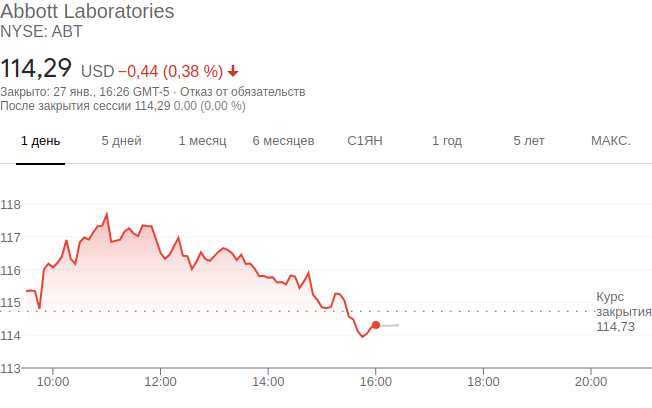 Abbott Laboratories
NYSE: ABT
114,29 USD −0,44 (0,38 %)
Закрыто: 27 янв., 16:26 GMT-5 · Отказ от обязательств
После закрытия сессии 114,29 0,00 (0,00 %)
1 день 5 дней 1 месяц 6 месяцев С1ЯН 1 год 5 лет МАКС.
118
117
116
115
114
113
Курс
закрытия
114,73
10:00 12:00 14:00 16:00 18:00 20:00